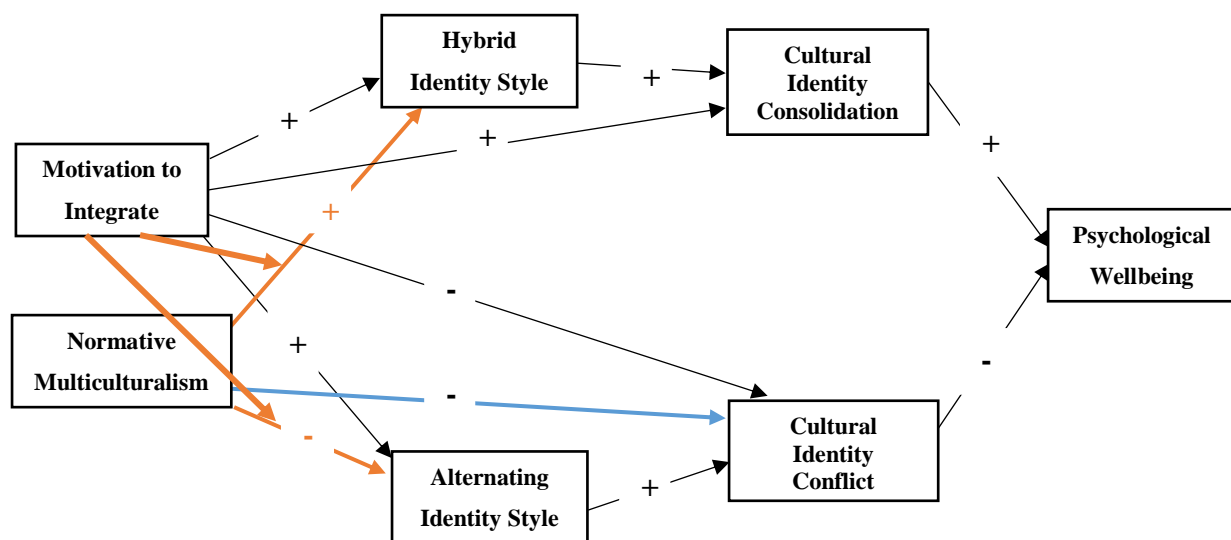 Hybrid
Identity Style
Cultural
Identity
Consolidation
+
+
+
+
Motivation to
Integrate
+
Psychological
Wellbeing
-
Normative
Multiculturalism
+
-
-
-
Cultural
Identity
Conflict
Alternating
Identity Style
+